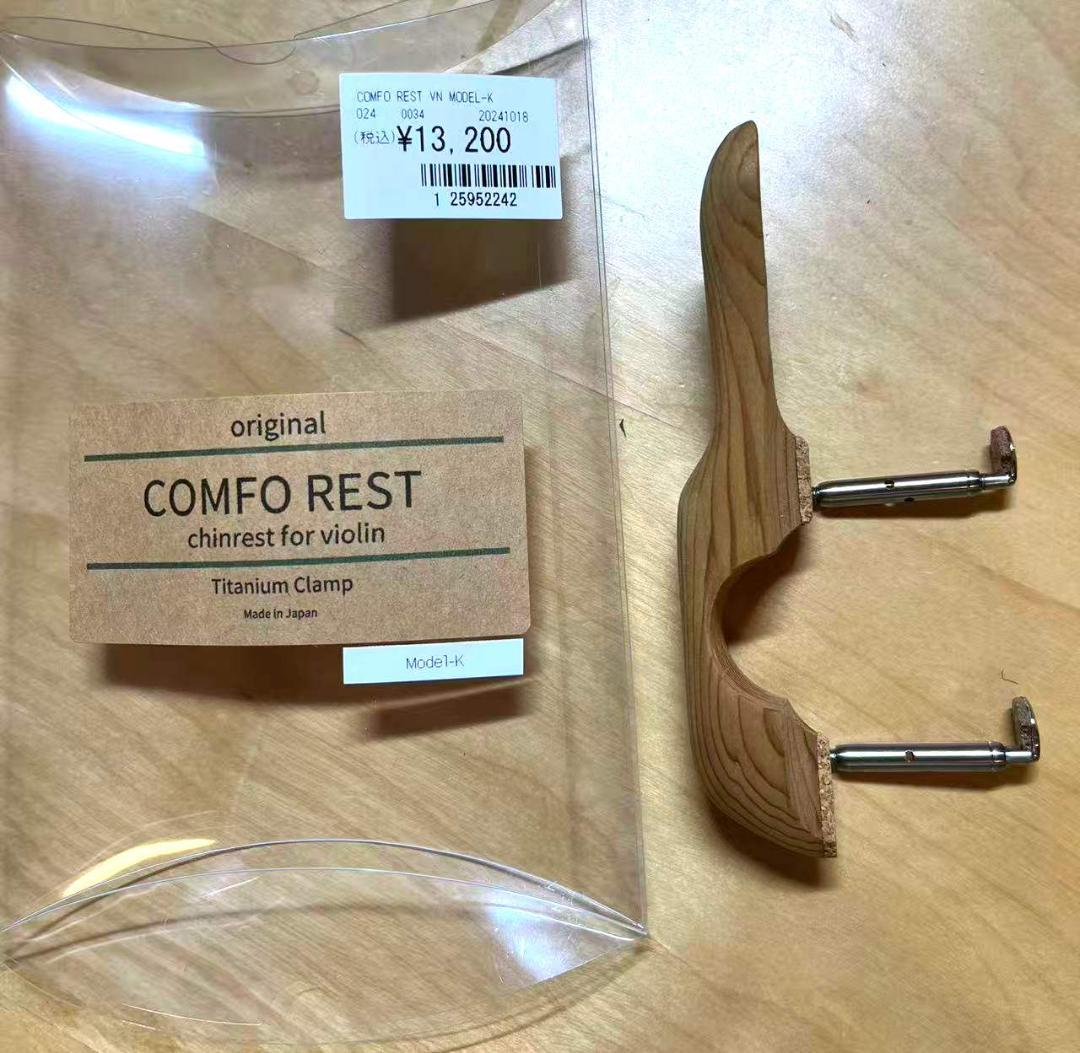 COMFO REST VN MODEL-K
024 0034 20241018
(税込)¥13, 200
1 25952242
original
COMFO REST
chinrest for violin
Titanium Clamp
Made in Japan
Model-K